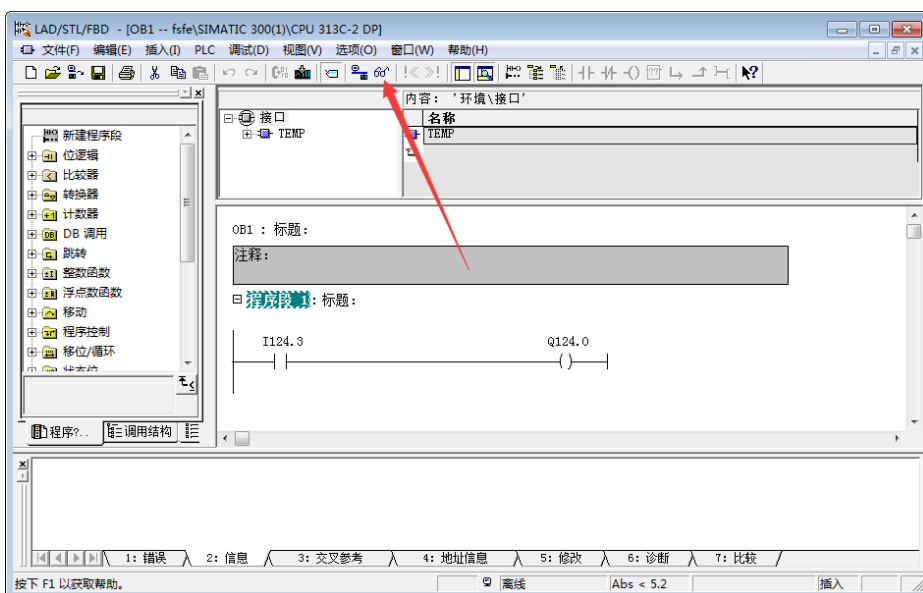 LAD/STL/FBD - [OB1 -- fsfe\SIMATIC 300(1)\CPU 313C-2 DP]
文件(F) 编辑(E) 插入(I) PLC 调试(D) 视图(V) 选项(O) 窗口(W) 帮助(H)
内容: '环境\接口'
接口
TEMP
名称
TEMP
新建程序段
位逻辑
比较器
转换器
计数器
DB 调用
跳转
整数函数
浮点数函数
移动
程序控制
移位/循环
状态位
OB1 : 标题:
注释:
程序段 1: 标题:
I124.3 Q124.0
程序?.. 调用结构
1: 错误 2: 信息 3: 交叉参考 4: 地址信息 5: 修改 6: 诊断 7: 比较
按下 F1 以获取帮助。 离线 Abs < 5.2 插入